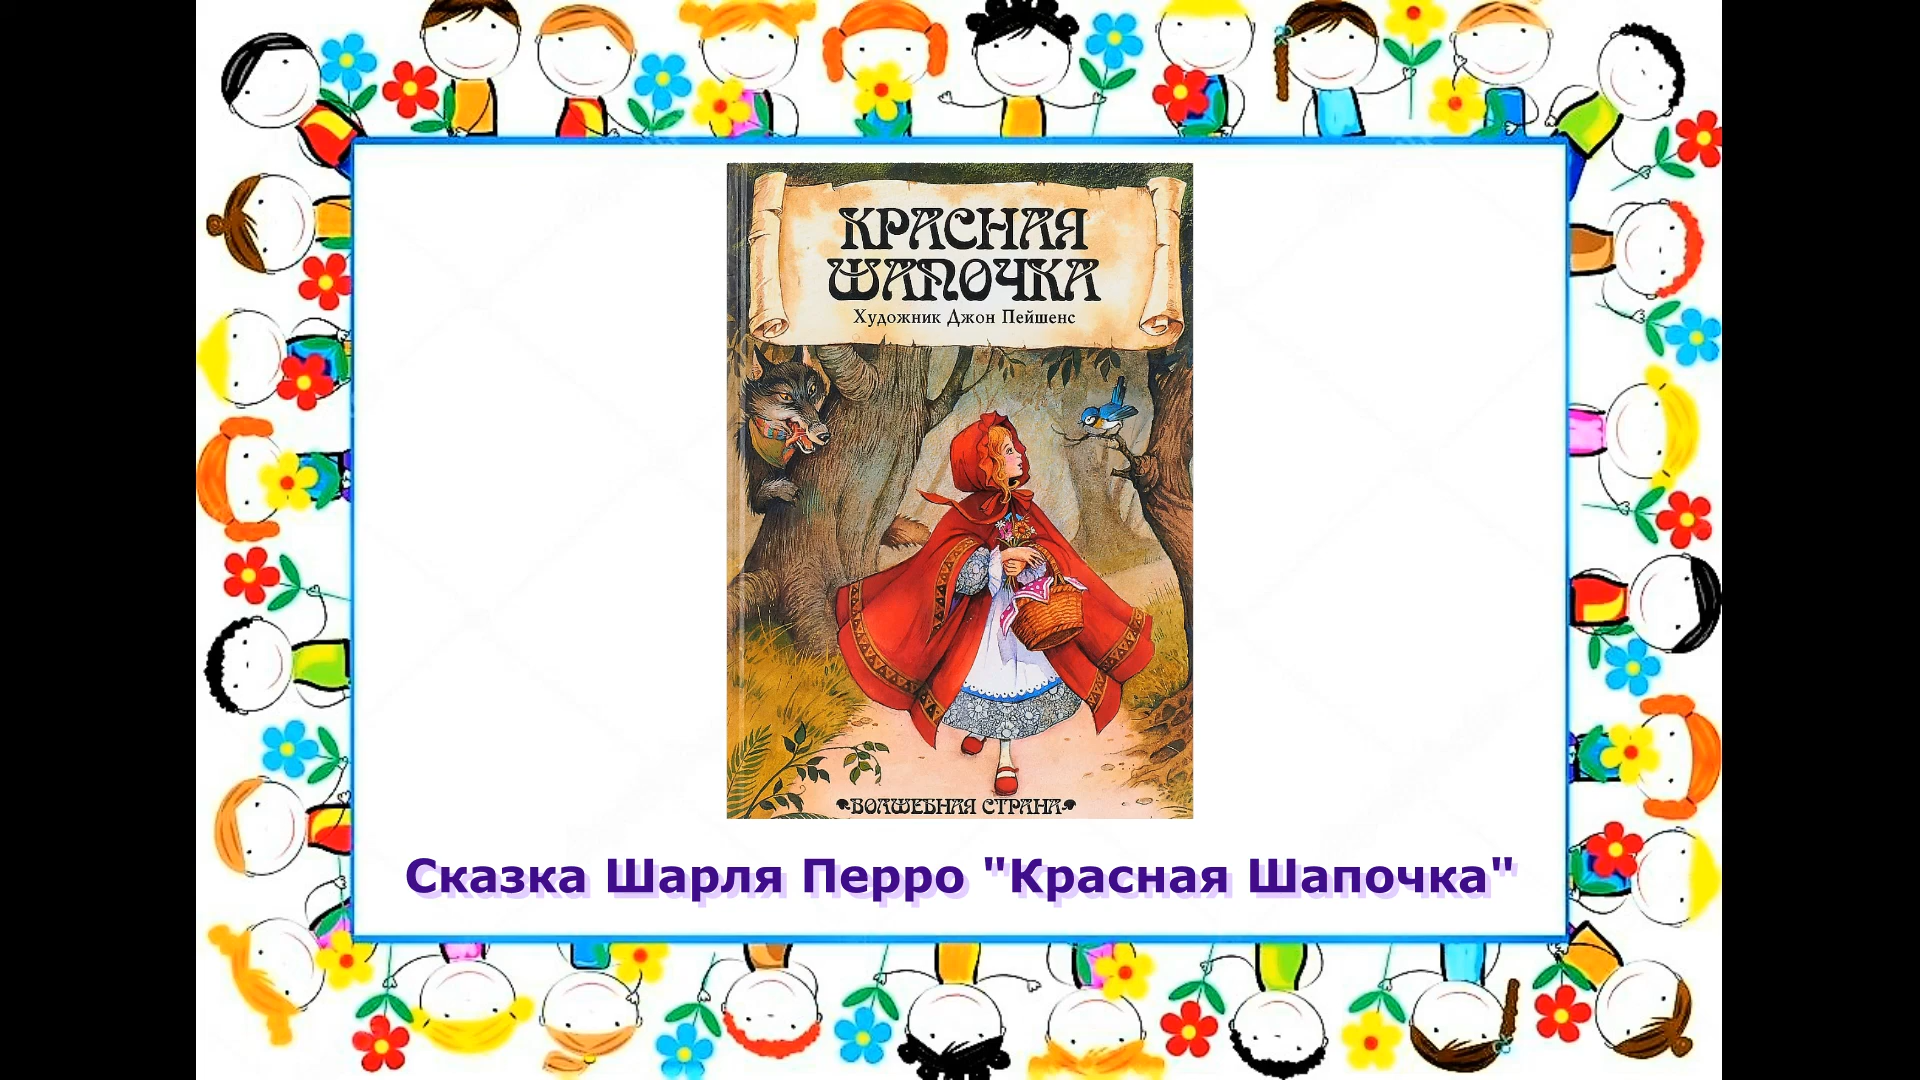 КРАСНАЯ
ШАПОЧКА
Художник Джон Пейшенс
ВОЛШЕБНАЯ СТРАНА
Сказка Шарля Перро "Красная Шапочка"